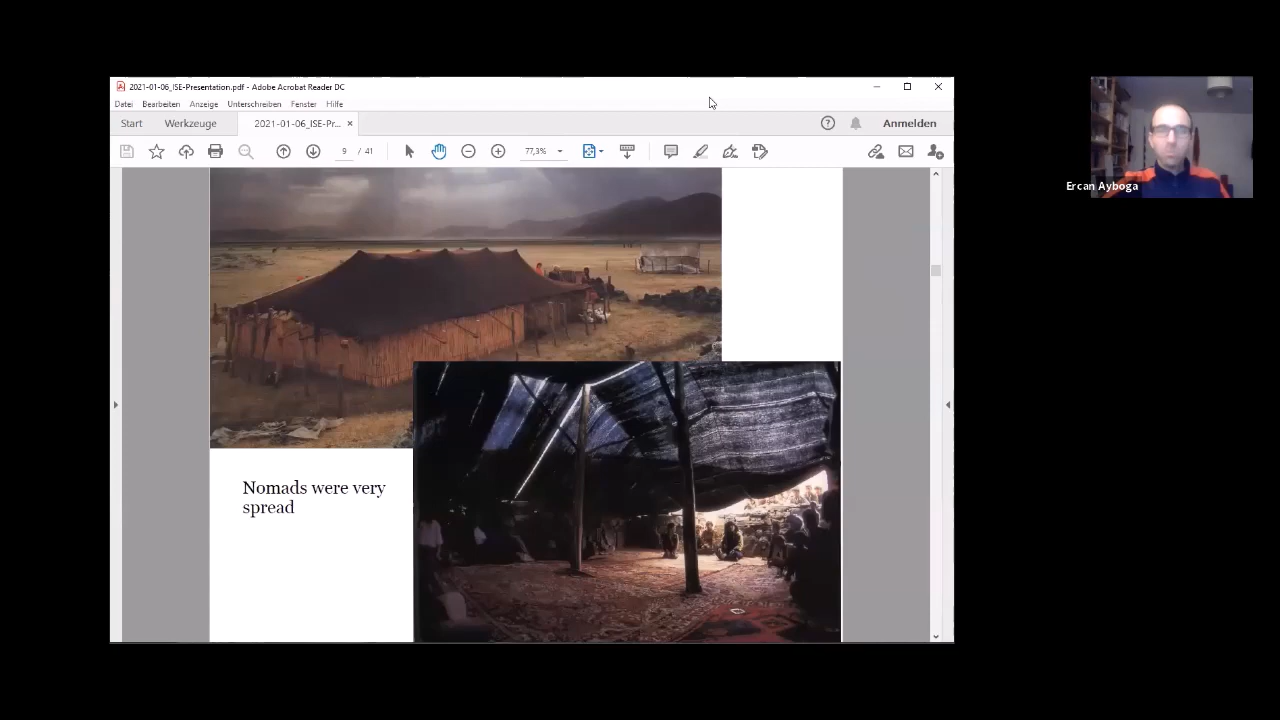 2021-01-06_ISE-Presentation.pdf - Adobe Acrobat Reader DC
Datei Bearbeiten Anzeige Unterschreiben Fenster Hilfe
Start Werkzeuge 2021-01-06_ISE-Pr... × Anmelden
9 / 41 77,3%
Ercan Ayboga
Nomads were very
spread